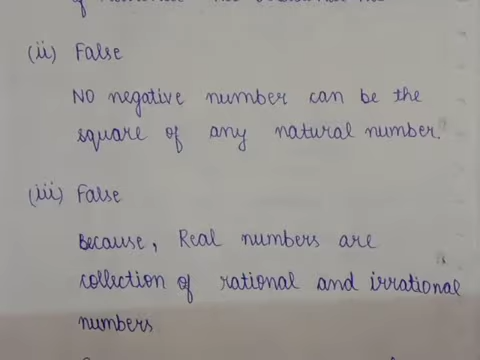 (ii) False
NO negative number can be the
square of any natural number.
(iii) False
Because, Real numbers are
collection of rational and irrational
numbers